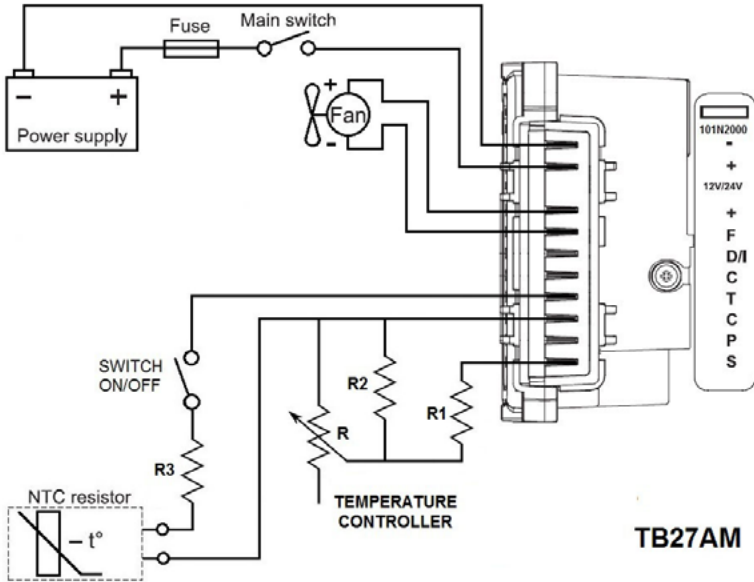 Fuse
Main switch
− +
Power supply
+
Fan
-
101N2000
-
+
12V/24V
+
F
D/I
C
T
C
P
S
SWITCH
ON/OFF
R3
R
R2
R1
NTC resistor
− t°
TEMPERATURE
CONTROLLER
TB27AM